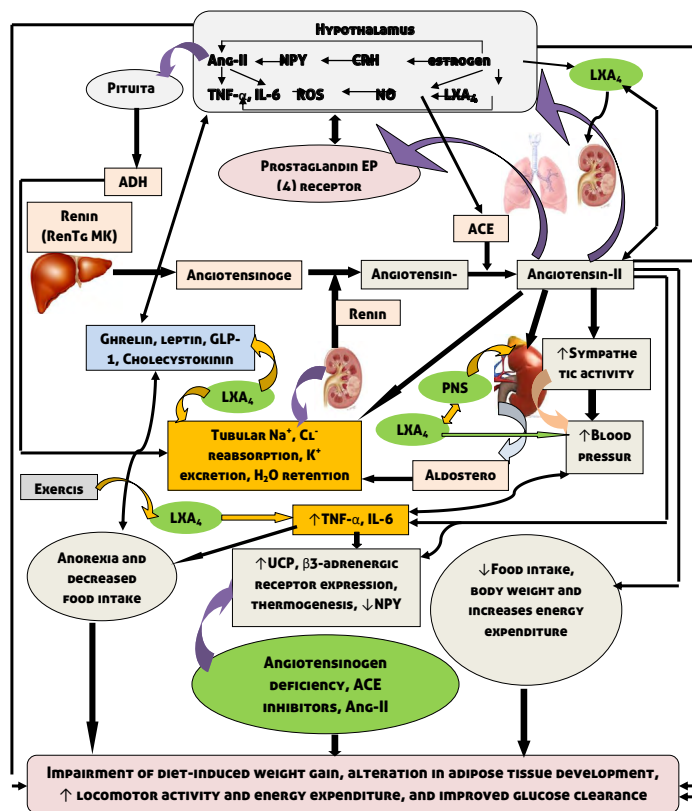 Hypothalamus
Ang-II NPY CRH estrogen
TNF-α, IL-6 ROS NO LXA4
LXA4
Pituita
Prostaglandin EP
(4) receptor
ADH
Renin
(RenTg MK)
ACE
Angiotensinoge
Angiotensin-
Angiotensin-II
Renin
Ghrelin, leptin, GLP-
1, Cholecystokinin
↑Sympathe
tic activity
PNS
LXA4
LXA4
Tubular Na+, Cl-
reabsorption, K+
excretion, H2O retention
↑Blood
pressur
Aldostero
Exercis
LXA4
↑TNF-α, IL-6
Anorexia and
decreased
food intake
↑UCP, β3-adrenergic
receptor expression,
thermogenesis, ↓NPY
↓Food intake,
body weight and
increases energy
expenditure
Angiotensinogen
deficiency, ACE
inhibitors, Ang-II
Impairment of diet-induced weight gain, alteration in adipose tissue development,
↑ locomotor activity and energy expenditure, and improved glucose clearance